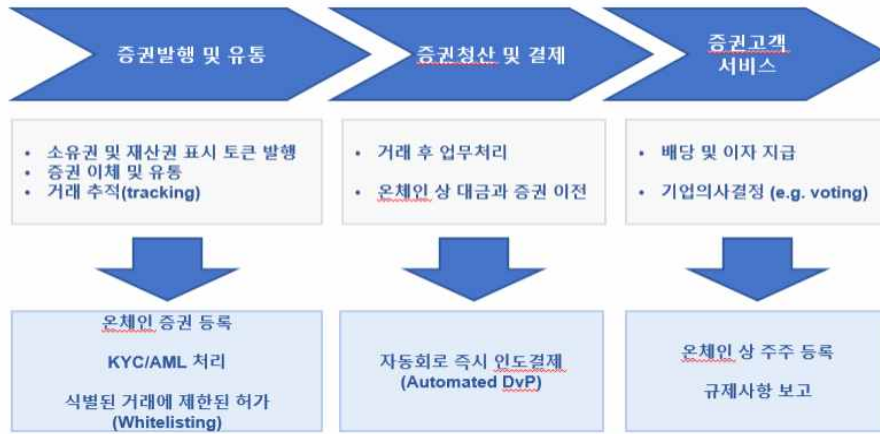 증권발행 및 유통
증권청산 및 결제
증권고객
서비스
• 소유권 및 재산권 표시 토큰 발행
• 증권 이체 및 유통
• 거래 추적(tracking)
• 거래 후 업무처리
• 온체인 상 대금과 증권 이전
• 배당 및 이자 지급
• 기업의사결정 (e.g. voting)
온체인 증권 등록
KYC/AML 처리
식별된 거래에 제한된 허가
(Whitelisting)
자동회로 즉시 인도결제
(Automated DvP)
온체인 상 주주 등록
규제사항 보고